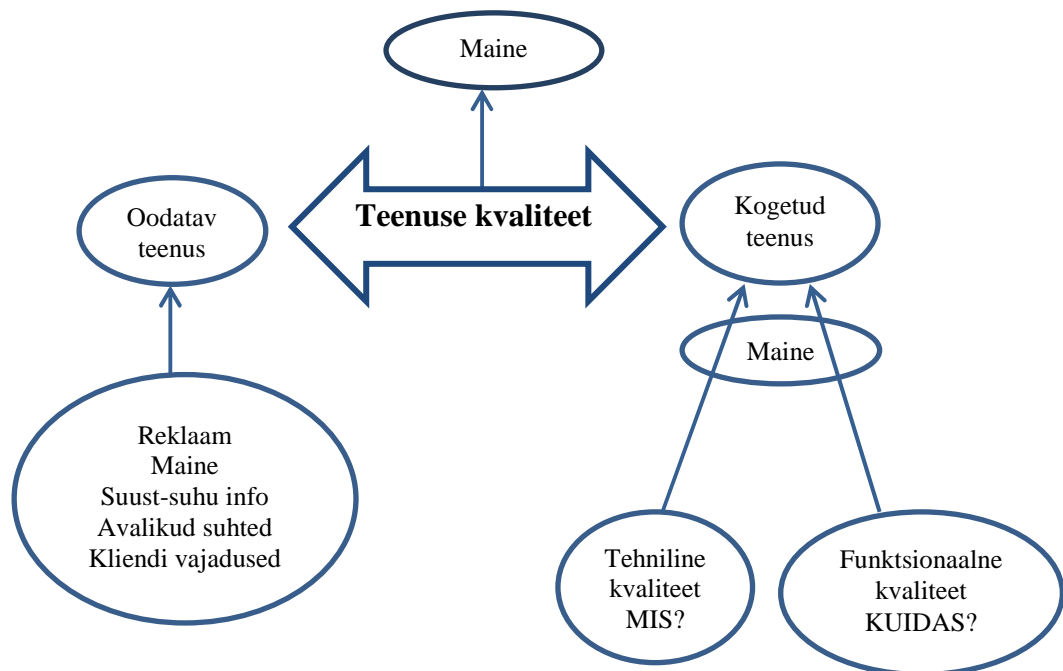 Maine
Teenuse kvaliteet
Oodatav
teenus
Kogetud
teenus
Maine
Reklaam
Maine
Suust-suhu info
Avalikud suhted
Kliendi vajadused
Tehniline
kvaliteet
MIS?
Funktsionaalne
kvaliteet
KUIDAS?